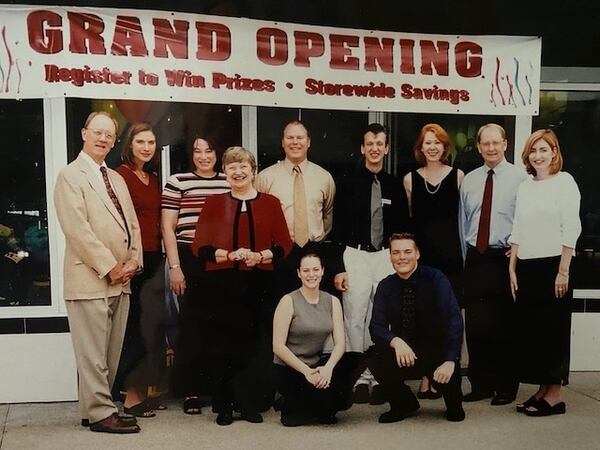 GRAND OPENING
Register to Win Prizes • Storewide Savings